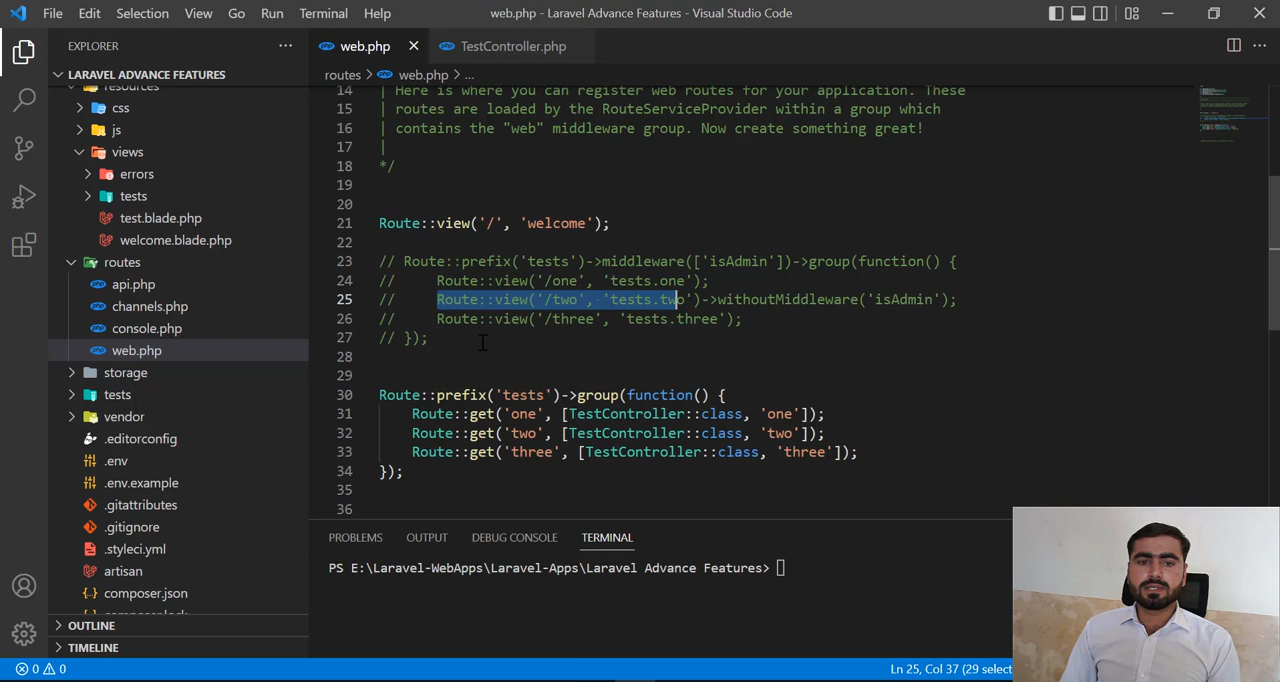 File Edit Selection View Go Run Terminal Help web.php - Laravel Advance Features - Visual Studio Code
EXPLORER
web.php
TestController.php
LARAVEL ADVANCE FEATURES
routes > web.php > ...
resources
css
js
views
errors
tests
test.blade.php
welcome.blade.php
routes
api.php
channels.php
console.php
web.php
storage
tests
vendor
.editorconfig
.env
.env.example
.gitattributes
.gitignore
.styleci.yml
artisan
composer.json
composer.lock
OUTLINE
TIMELINE
14 | Here is where you can register web routes for your application. These
15 | routes are loaded by the RouteServiceProvider within a group which
16 | contains the "web" middleware group. Now create something great!
17 |
18 */
19
20
21 Route::view('/', 'welcome');
22
23 // Route::prefix('tests')->middleware(['isAdmin'])->group(function() {
24 //     Route::view('/one', 'tests.one');
25 //     Route::view('/two', 'tests.two')->withoutMiddleware('isAdmin');
26 //     Route::view('/three', 'tests.three');
27 // });
28
29
30 Route::prefix('tests')->group(function() {
31     Route::get('one', [TestController::class, 'one']);
32     Route::get('two', [TestController::class, 'two']);
33     Route::get('three', [TestController::class, 'three']);
34 });
35
36
PROBLEMS OUTPUT DEBUG CONSOLE TERMINAL
PS E:\Laravel-WebApps\Laravel-Apps\Laravel Advance Features>
0 0 Ln 25, Col 37 (29 select